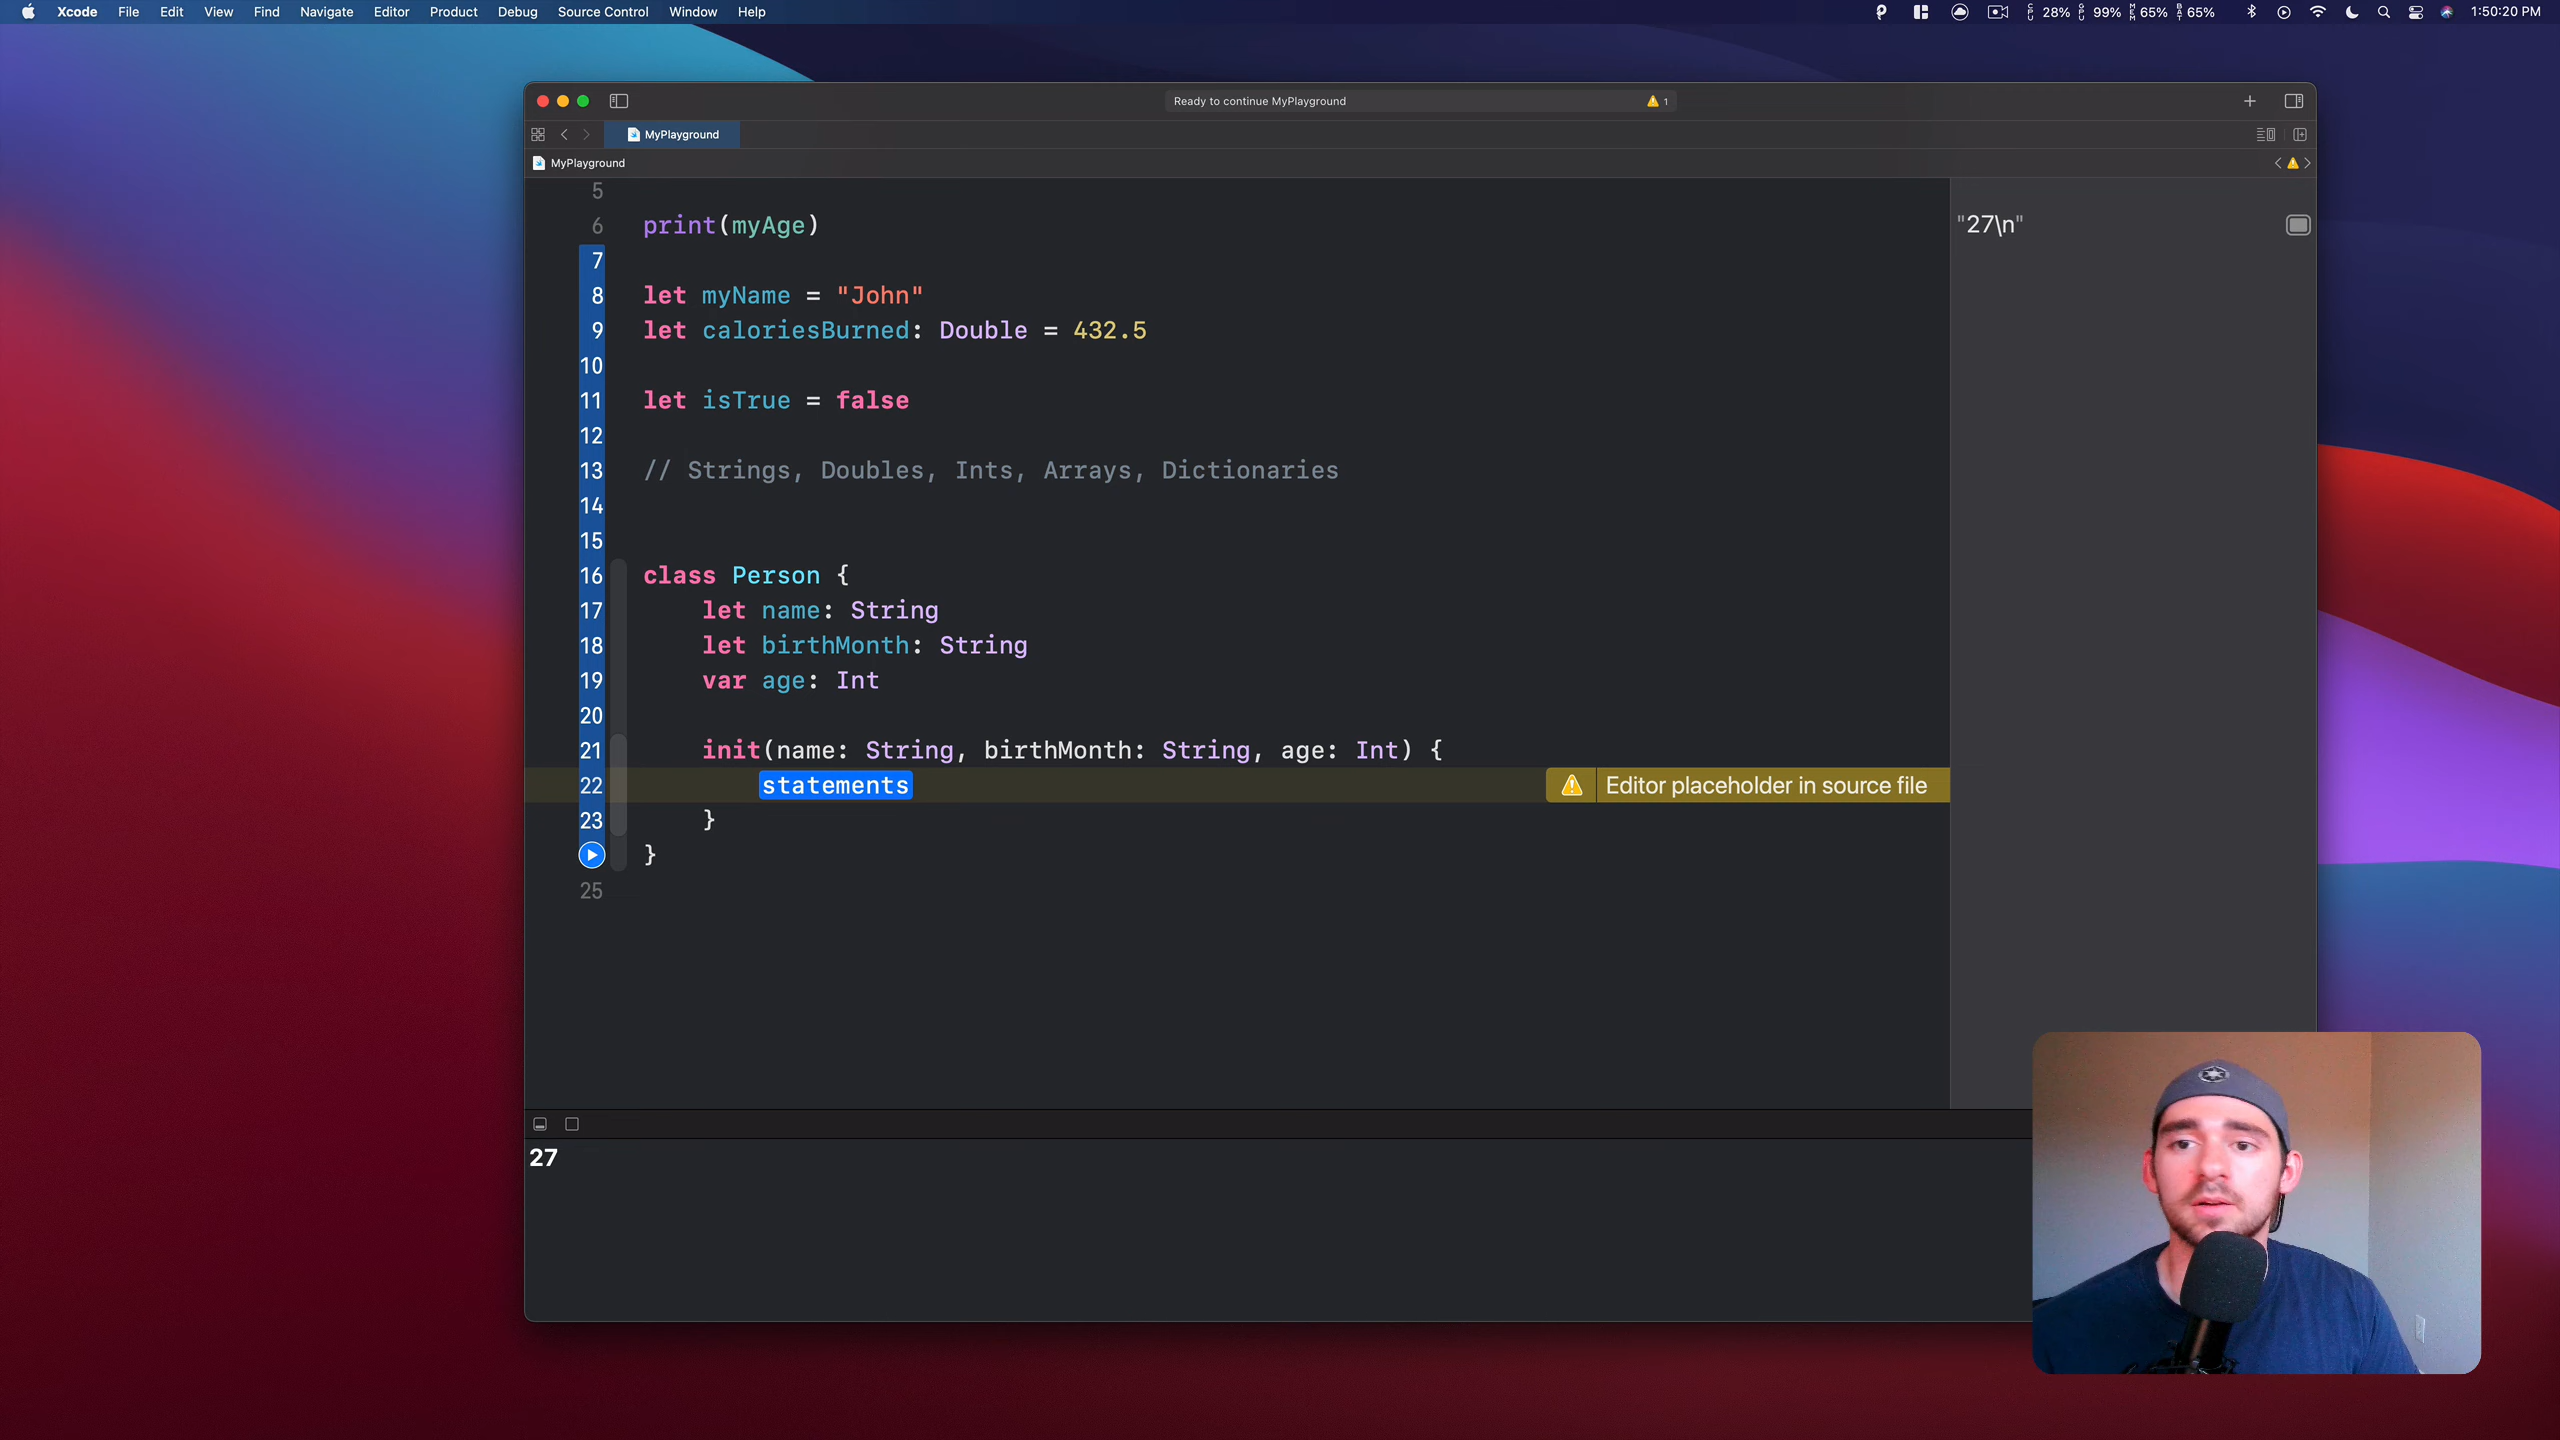 Xcode File Edit View Find Navigate Editor Product Debug Source Control Window Help
CPU 28% GPU 99% MEM 65% BAT 65% 1:50:20 PM
Ready to continue MyPlayground 1
MyPlayground
MyPlayground
5
6 print(myAge) "27\n"
7
8 let myName = "John"
9 let caloriesBurned: Double = 432.5
10
11 let isTrue = false
12
13 // Strings, Doubles, Ints, Arrays, Dictionaries
14
15
16 class Person {
17 let name: String
18 let birthMonth: String
19 var age: Int
20
21 init(name: String, birthMonth: String, age: Int) {
22 statements Editor placeholder in source file
23 }
}
25
27